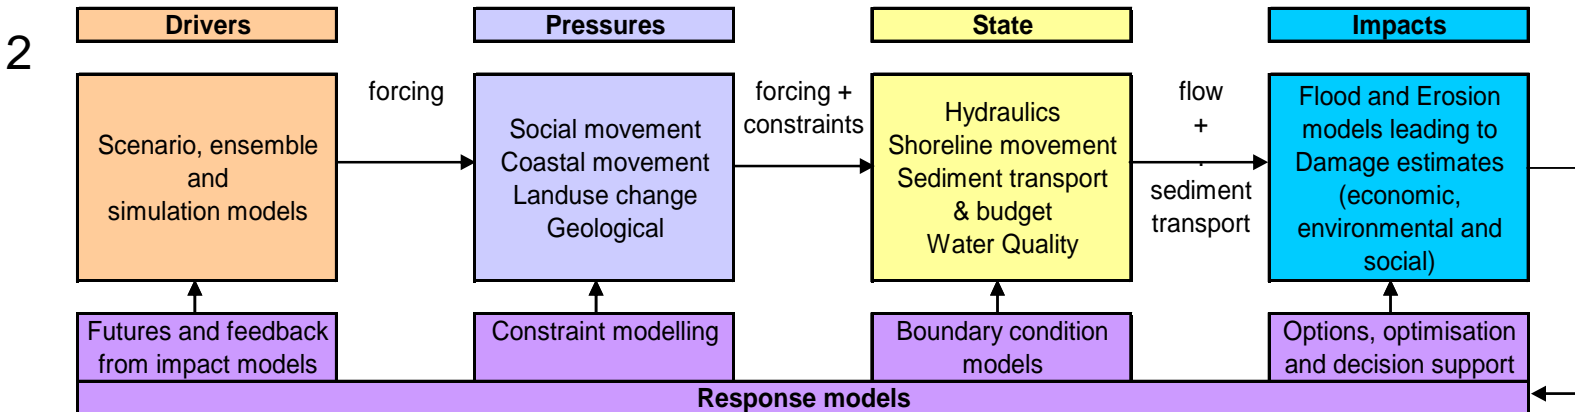 2
Drivers
Pressures
State
Impacts
Scenario, ensemble
and
simulation models
forcing
Social movement
Coastal movement
Landuse change
Geological
forcing +
constraints
Hydraulics
Shoreline movement
Sediment transport
& budget
Water Quality
flow
+
sediment
transport
Flood and Erosion
models leading to
Damage estimates
(economic,
environmental and
social)
Futures and feedback
from impact models
Constraint modelling
Boundary condition
models
Options, optimisation
and decision support
Response models